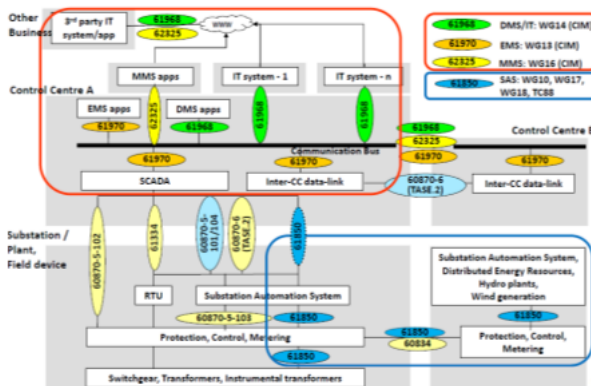 Other
Business
3rd party IT
system/app
61968
62325
www
MMS apps
IT system - 1
IT system - n
61968
DMS/IT: WG14 (CIM)
61970
EMS: WG13 (CIM)
62325
MMS: WG16 (CIM)
61850
SAS: WG10, WG17,
WG18, TC88
Control Centre A
EMS apps
61970
62325
DMS apps
61968
61968
61968
61968
62325
61970
Control Centre B
Communication Bus
61970
61970
61970
SCADA
Inter-CC data-link
60870-6
(TASE.2)
Inter-CC data-link
Substation /
Plant,
Field device
60870-5-102
61334
60870-5-
101/104
60870-6
(TASE.2)
61850
RTU
Substation Automation System
60870-5-103
61850
Protection, Control, Metering
61850
60834
61850
Switchgear, Transformers, Instrumental transformers
Substation Automation System,
Distributed Energy Resources,
Hydro plants,
Wind generation
61850
Protection, Control,
Metering